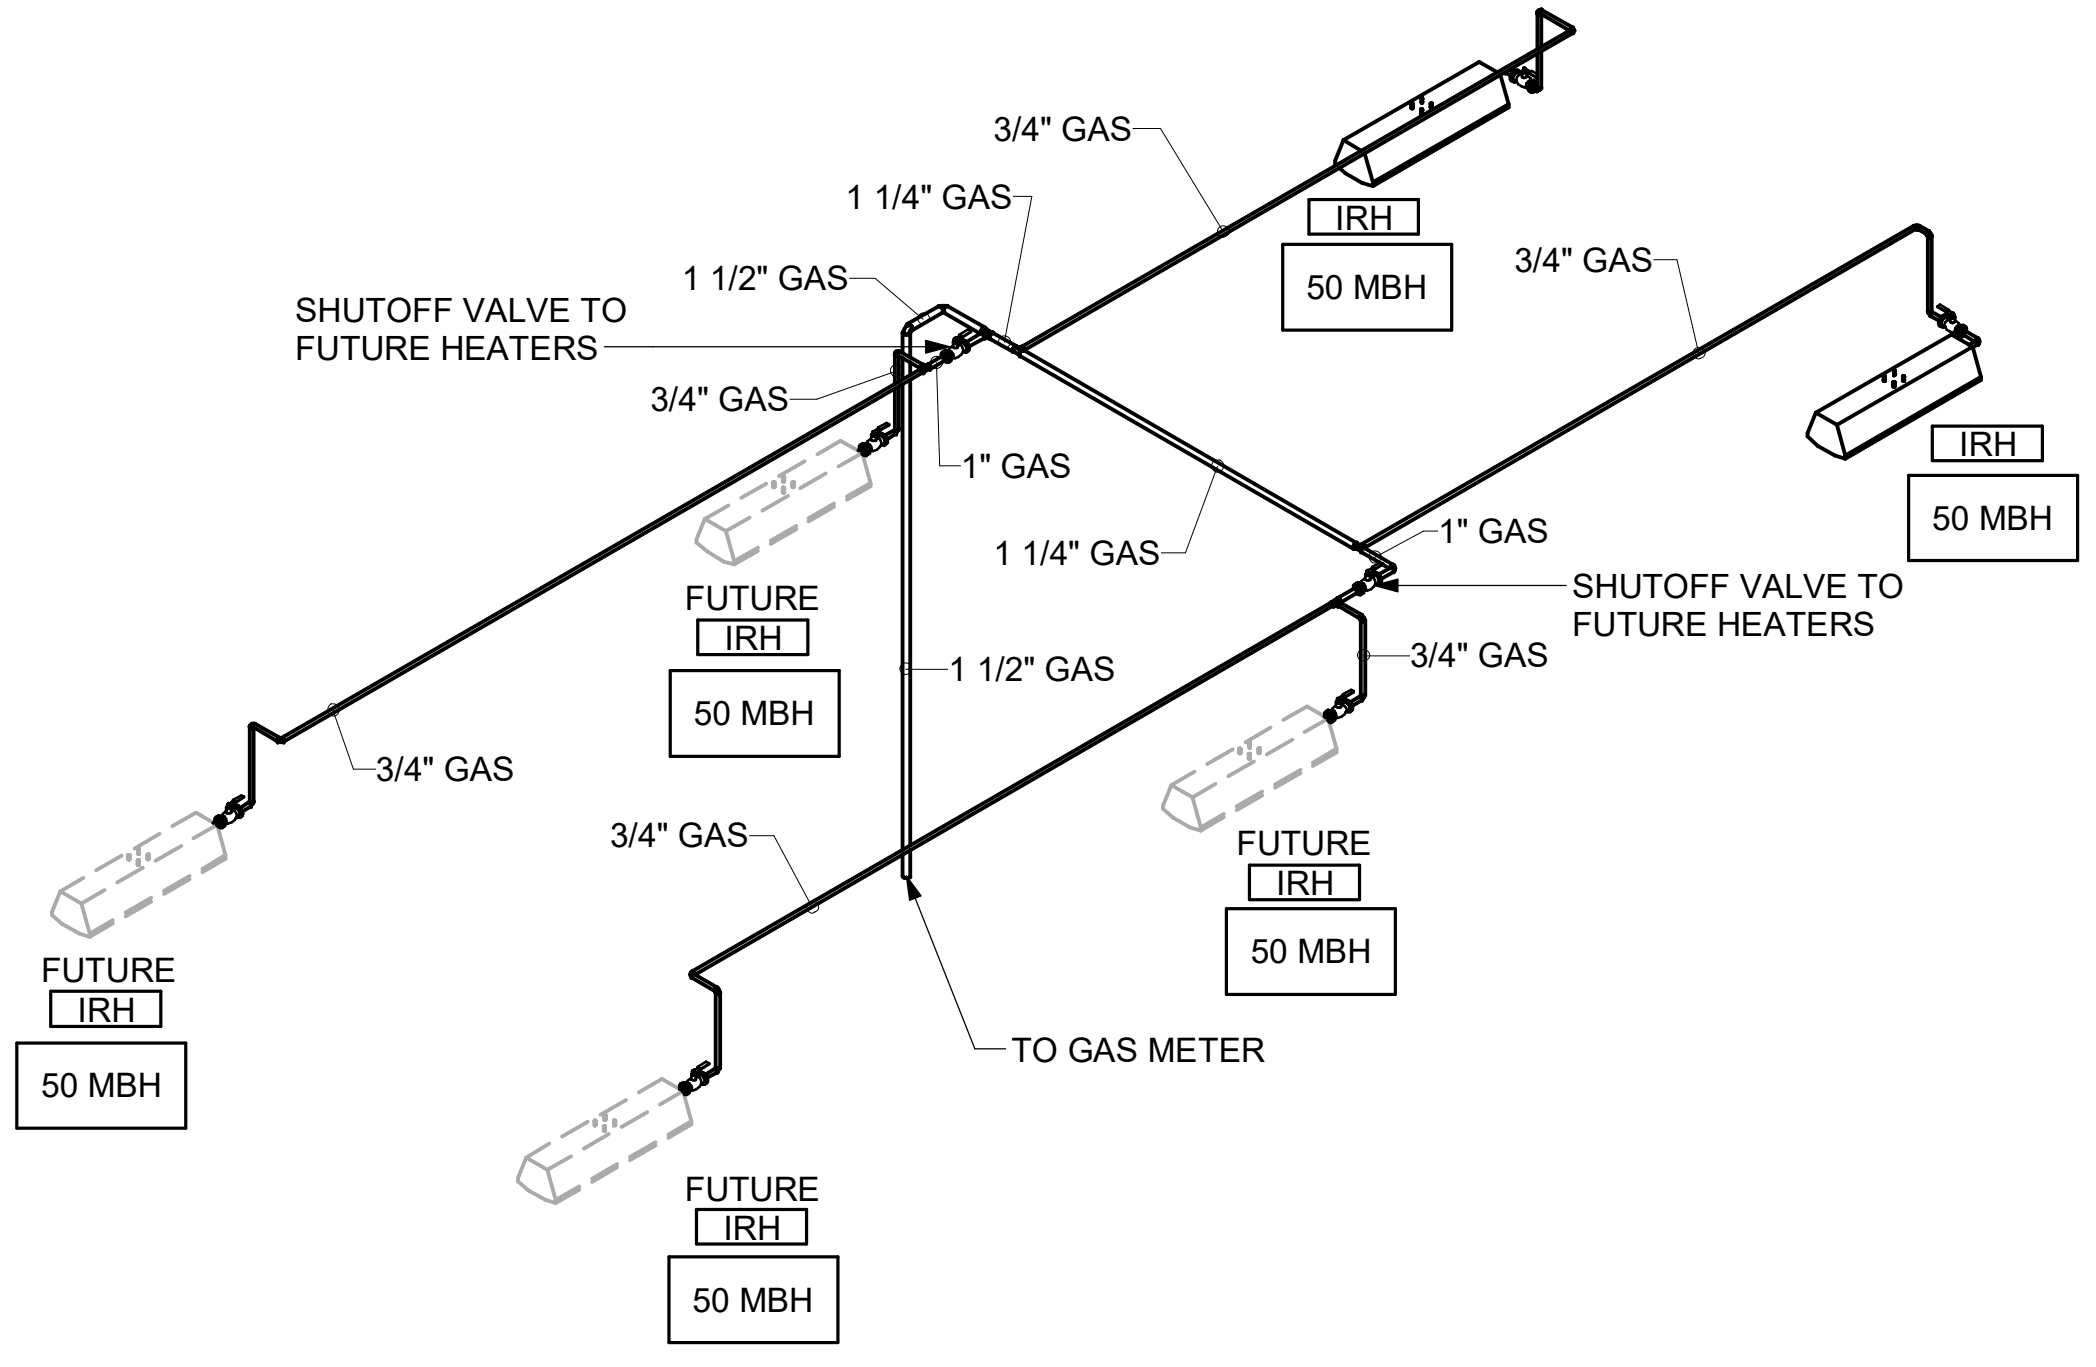 3/4" GAS
1 1/4" GAS
IRH
50 MBH
3/4" GAS
1 1/2" GAS
SHUTOFF VALVE TO
FUTURE HEATERS
3/4" GAS
1" GAS
IRH
50 MBH
1" GAS
1 1/4" GAS
SHUTOFF VALVE TO
FUTURE HEATERS
FUTURE
IRH
50 MBH
1 1/2" GAS
3/4" GAS
3/4" GAS
3/4" GAS
FUTURE
IRH
50 MBH
FUTURE
IRH
50 MBH
TO GAS METER
FUTURE
IRH
50 MBH